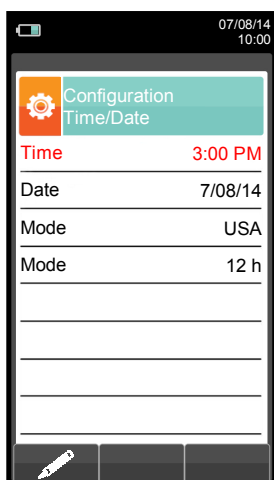 07/08/14
10:00
Configuration
Time/Date
Time 3:00 PM
Date 7/08/14
Mode USA
Mode 12 h